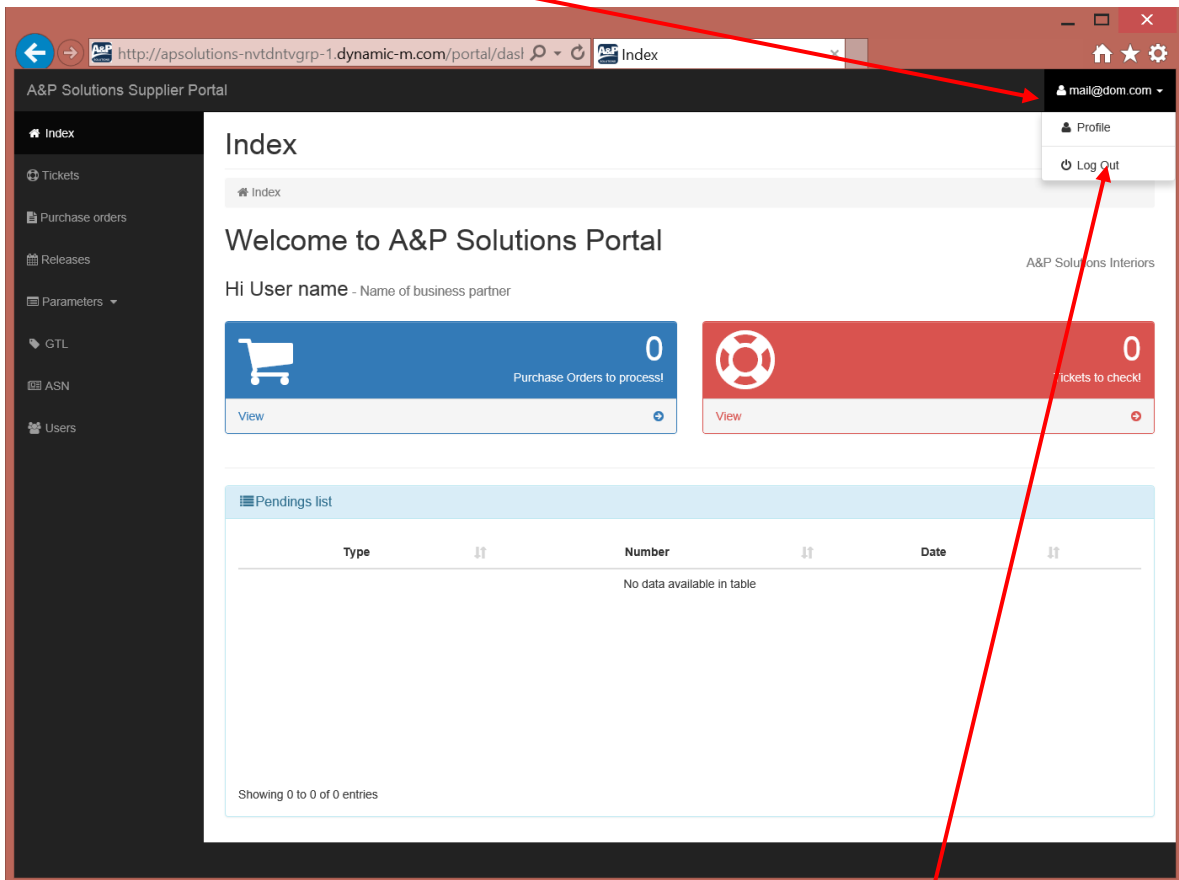 http://apsolutions-nvtdntvgrp-1.dynamic-m.com/portal/dasl
A&P
Index
A&P Solutions Supplier Portal
mail@dom.com
Profile
Log Out
Index
Tickets
Purchase orders
Releases
Parameters
GTL
ASN
Users
Index
Index
Welcome to A&P Solutions Portal
A&P Solutions Interiors
Hi User name - Name of business partner
0
Purchase Orders to process!
View
0
Tickets to check!
View
Pendings list
Type Number Date
No data available in table
Showing 0 to 0 of 0 entries